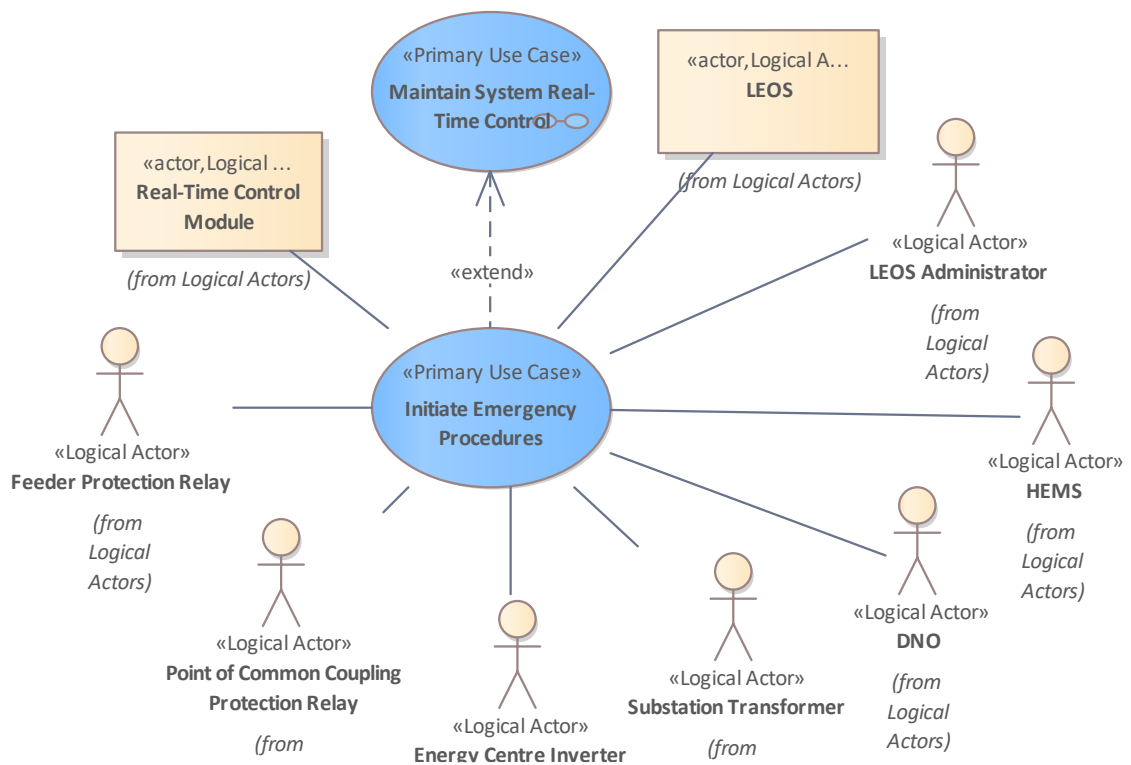 «Primary Use Case»
Maintain System Real-
Time Control
«actor,Logical A...
LEOS
(from Logical Actors)
«actor,Logical ...
Real-Time Control
Module
(from Logical Actors)
«Logical Actor»
LEOS Administrator
(from
Logical
Actors)
«extend»
«Primary Use Case»
Initiate Emergency
Procedures
«Logical Actor»
Feeder Protection Relay
(from
Logical
Actors)
«Logical Actor»
HEMS
(from
Logical
Actors)
«Logical Actor»
DNO
(from
Logical
Actors)
«Logical Actor»
Point of Common Coupling
Protection Relay
(from
«Logical Actor»
Energy Centre Inverter
«Logical Actor»
Substation Transformer
(from